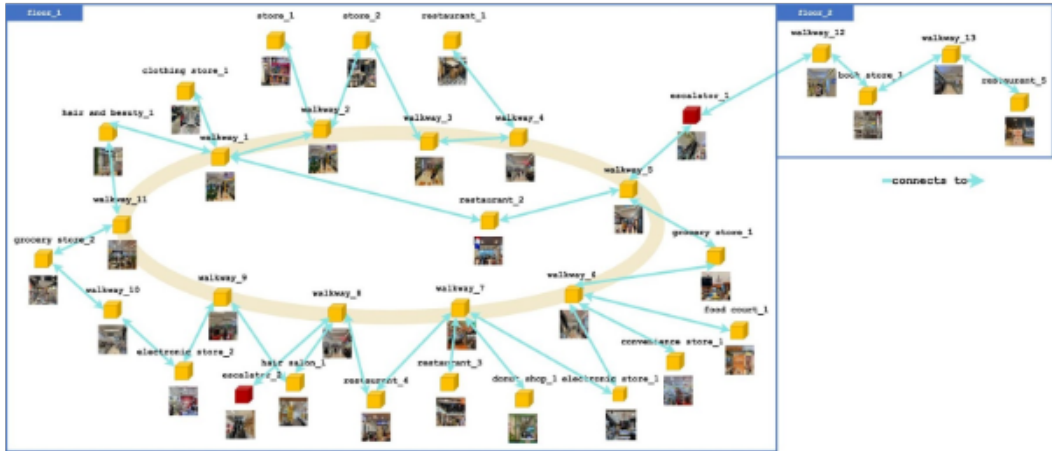 floor_1
floor_2
store_1
store_2
restaurant_1
walkway_12
walkway_13
clothing store_1
book store_1
restaurant_5
escalator_1
hair and beauty_1
walkway_2
walkway_1
walkway_3
walkway_4
walkway_5
connects to
walkway_11
restaurant_2
grocery store_1
grocery store_2
walkway_9
walkway_6
walkway_10
walkway_8
walkway_7
food court_1
convenience store_1
electronic store_2
hair salon_1
restaurant_3
escalator_2
restaurant_4
donut shop_1
electronic store_1